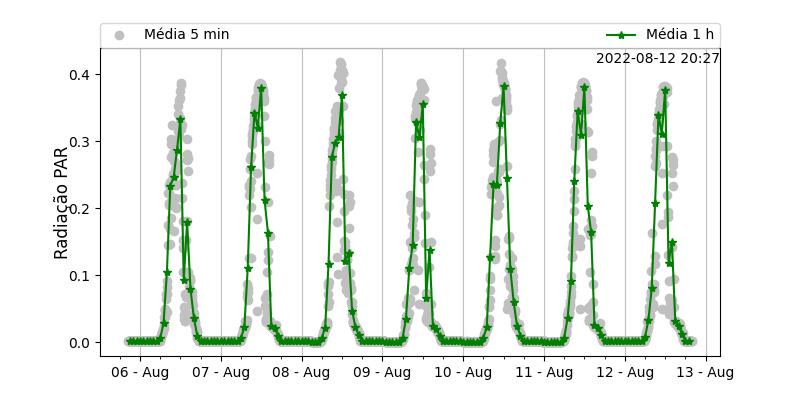 Média 5 min
Média 1 h
2022-08-12 20:27
Radiação PAR
0.4
0.3
0.2
0.1
0.0
06 - Aug
07 - Aug
08 - Aug
09 - Aug
10 - Aug
11 - Aug
12 - Aug
13 - Aug